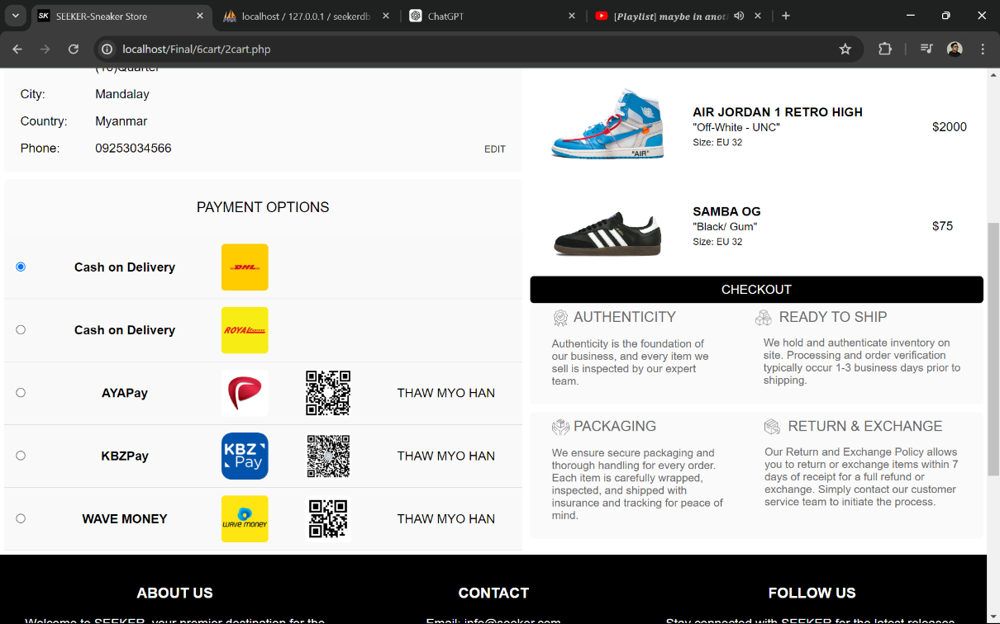 SEEKER-Sneaker Store
localhost / 127.0.0.1 / seekerdb
ChatGPT
[Playlist] maybe in anot
localhost/Final/6cart/2cart.php
(10)Quarter
City: Mandalay
Country: Myanmar
Phone: 09253034566
EDIT
PAYMENT OPTIONS
Cash on Delivery DHL
Cash on Delivery ROYAL Express
AYAPay THAW MYO HAN
KBZPay KBZ Pay THAW MYO HAN
WAVE MONEY wave money THAW MYO HAN
"AIR"
AIR JORDAN 1 RETRO HIGH
"Off-White - UNC"
Size: EU 32
$2000
SAMBA OG
"Black/ Gum"
Size: EU 32
$75
CHECKOUT
AUTHENTICITY
Authenticity is the foundation of
our business, and every item we
sell is inspected by our expert
team.
READY TO SHIP
We hold and authenticate inventory on
site. Processing and order verification
typically occur 1-3 business days prior to
shipping.
PACKAGING
We ensure secure packaging and
thorough handling for every order.
Each item is carefully wrapped,
inspected, and shipped with
insurance and tracking for peace of
mind.
RETURN & EXCHANGE
Our Return and Exchange Policy allows
you to return or exchange items within 7
days of receipt for a full refund or
exchange. Simply contact our customer
service team to initiate the process.
ABOUT US
Welcome to SEEKER, your premier destination for the
CONTACT
Email: info@seeker.com
FOLLOW US
Stay connected with SEEKER for the latest releases